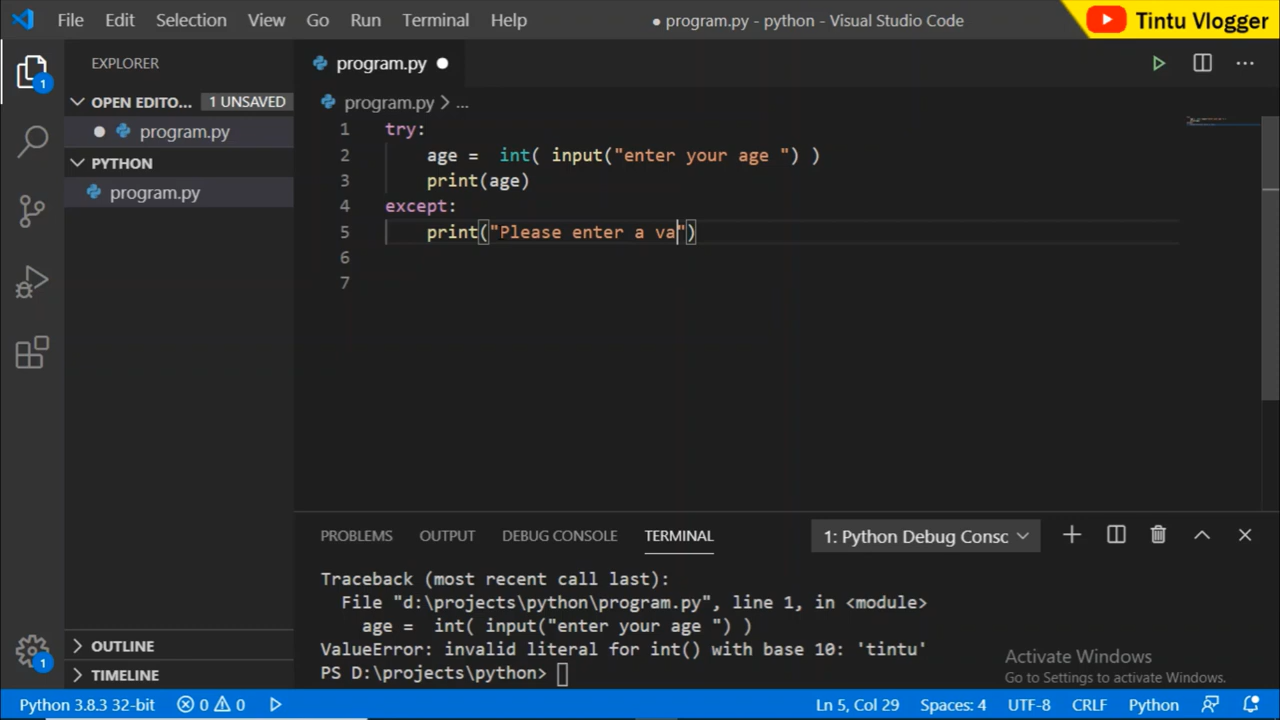 File Edit Selection View Go Run Terminal Help
● program.py - python - Visual Studio Code
Tintu Vlogger
EXPLORER
OPEN EDITO... 1 UNSAVED
program.py
PYTHON
program.py
OUTLINE
TIMELINE
1
1
program.py
program.py > ...
1 try:
2 age =  int( input("enter your age ") )
3 print(age)
4 except:
5 print("Please enter a va")
6
7
PROBLEMS OUTPUT DEBUG CONSOLE TERMINAL
1: Python Debug Consc
Traceback (most recent call last):
File "d:\projects\python\program.py", line 1, in <module>
age =  int( input("enter your age ") )
ValueError: invalid literal for int() with base 10: 'tintu'
PS D:\projects\python>
Activate Windows
Go to Settings to activate Windows.
Python 3.8.3 32-bit 0 0 Ln 5, Col 29 Spaces: 4 UTF-8 CRLF Python